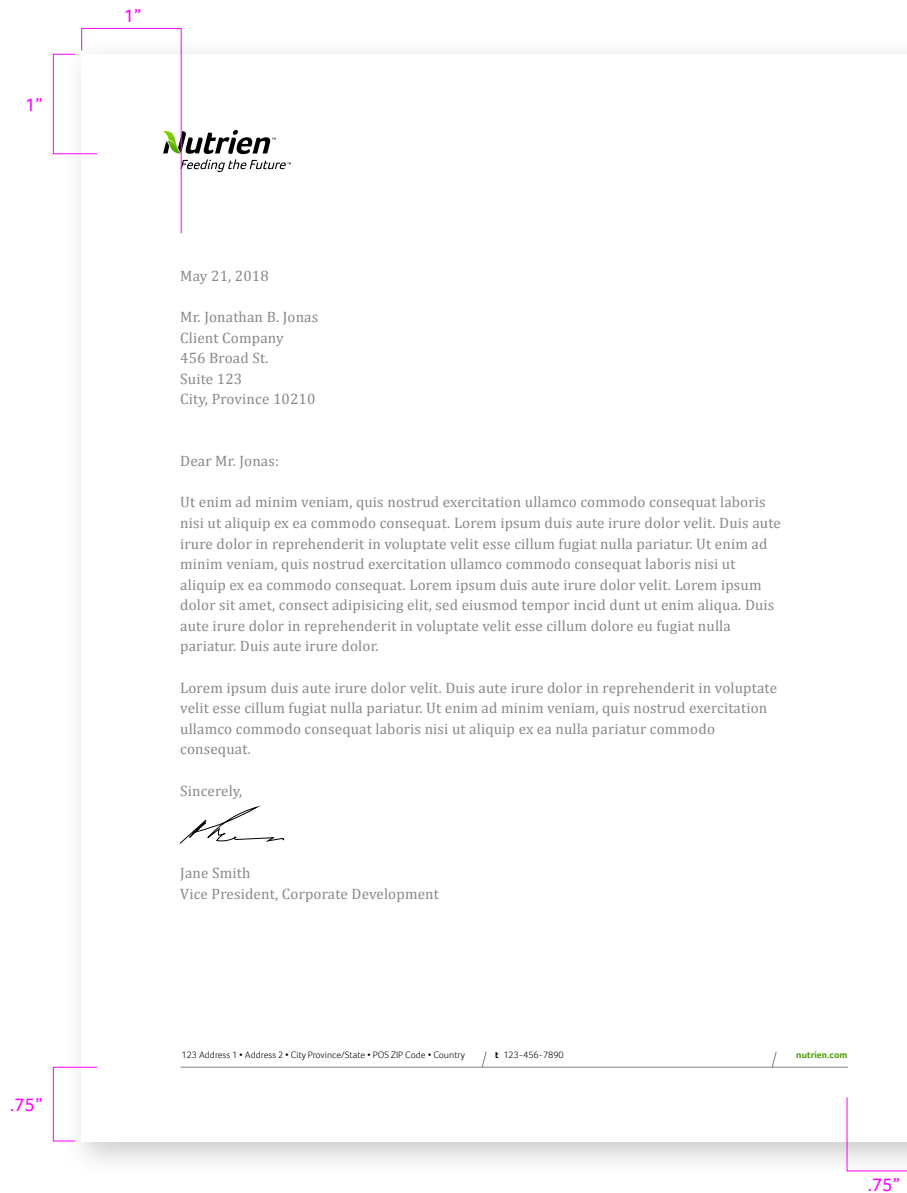 1”
1”
Nutrien™
Feeding the Future™
May 21, 2018
Mr. Jonathan B. Jonas
Client Company
456 Broad St.
Suite 123
City, Province 10210
Dear Mr. Jonas:
Ut enim ad minim veniam, quis nostrud exercitation ullamco commodo consequat laboris
nisi ut aliquip ex ea commodo consequat. Lorem ipsum duis aute irure dolor velit. Duis aute
irure dolor in reprehenderit in voluptate velit esse cillum fugiat nulla pariatur. Ut enim ad
minim veniam, quis nostrud exercitation ullamco commodo consequat laboris nisi ut
aliquip ex ea commodo consequat. Lorem ipsum duis aute irure dolor velit. Lorem ipsum
dolor sit amet, consect adipisicing elit, sed eiusmod tempor incid dunt ut enim aliqua. Duis
aute irure dolor in reprehenderit in voluptate velit esse cillum dolore eu fugiat nulla
pariatur. Duis aute irure dolor.
Lorem ipsum duis aute irure dolor velit. Duis aute irure dolor in reprehenderit in voluptate
velit esse cillum fugiat nulla pariatur. Ut enim ad minim veniam, quis nostrud exercitation
ullamco commodo consequat laboris nisi ut aliquip ex ea nulla pariatur commodo
consequat.
Sincerely,
Jane Smith
Vice President, Corporate Development
123 Address 1 • Address 2 • City Province/State • POS ZIP Code • Country / t 123-456-7890 / nutrien.com
.75”
.75”